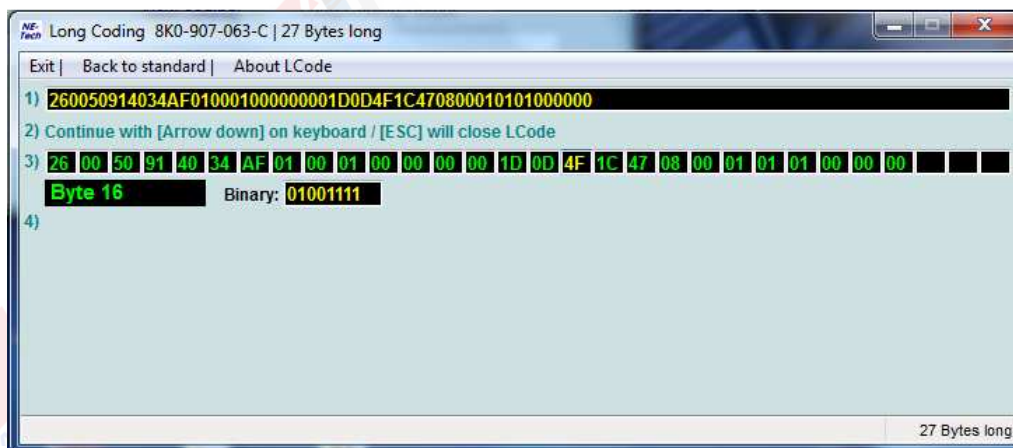 NE-Tech Long Coding 8K0-907-063-C | 27 Bytes long
Exit | Back to standard | About LCode
1) 260050914034AF010001000000001D0D4F1C470800010101000000
2) Continue with [Arrow down] on keyboard / [ESC] will close LCode
3) 26 00 50 91 40 34 AF 01 00 01 00 00 00 00 1D 0D 4F 1C 47 08 00 01 01 01 00 00 00
Byte 16 Binary: 01001111
4)
27 Bytes long